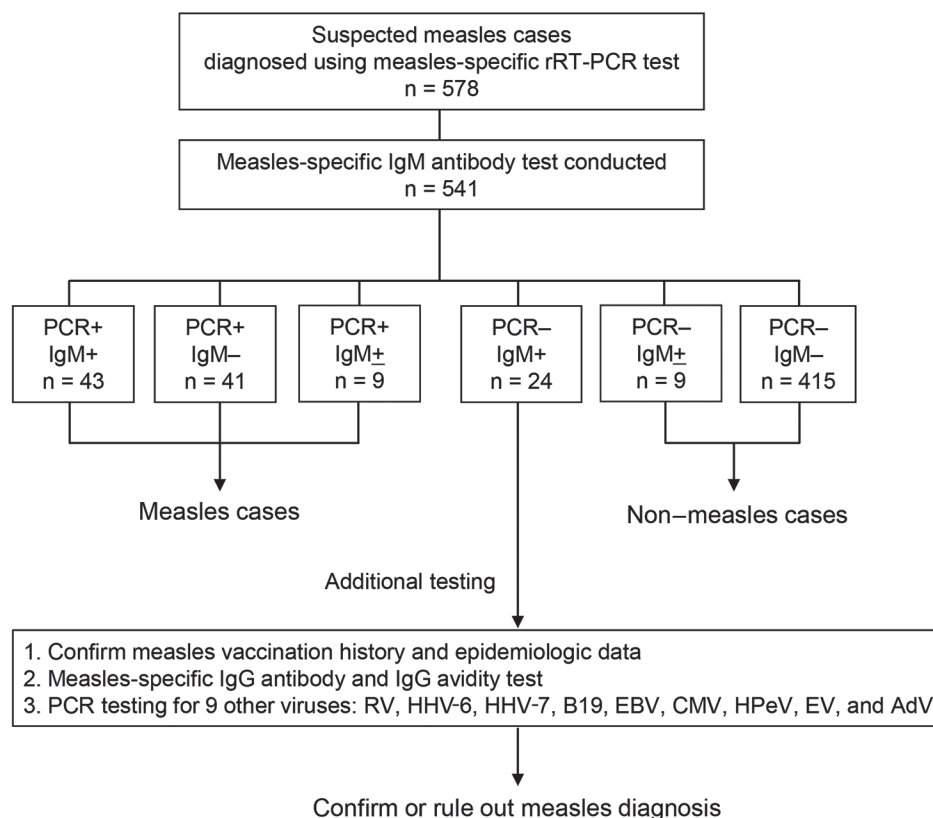 Suspected measles cases
diagnosed using measles-specific rRT-PCR test
n = 578
Measles-specific IgM antibody test conducted
n = 541
PCR+
IgM+
n = 43
PCR+
IgM–
n = 41
PCR+
IgM±
n = 9
PCR–
IgM+
n = 24
PCR–
IgM±
n = 9
PCR–
IgM–
n = 415
Measles cases
Non–measles cases
Additional testing
1. Confirm measles vaccination history and epidemiologic data
2. Measles-specific IgG antibody and IgG avidity test
3. PCR testing for 9 other viruses: RV, HHV-6, HHV-7, B19, EBV, CMV, HPeV, EV, and AdV
Confirm or rule out measles diagnosis